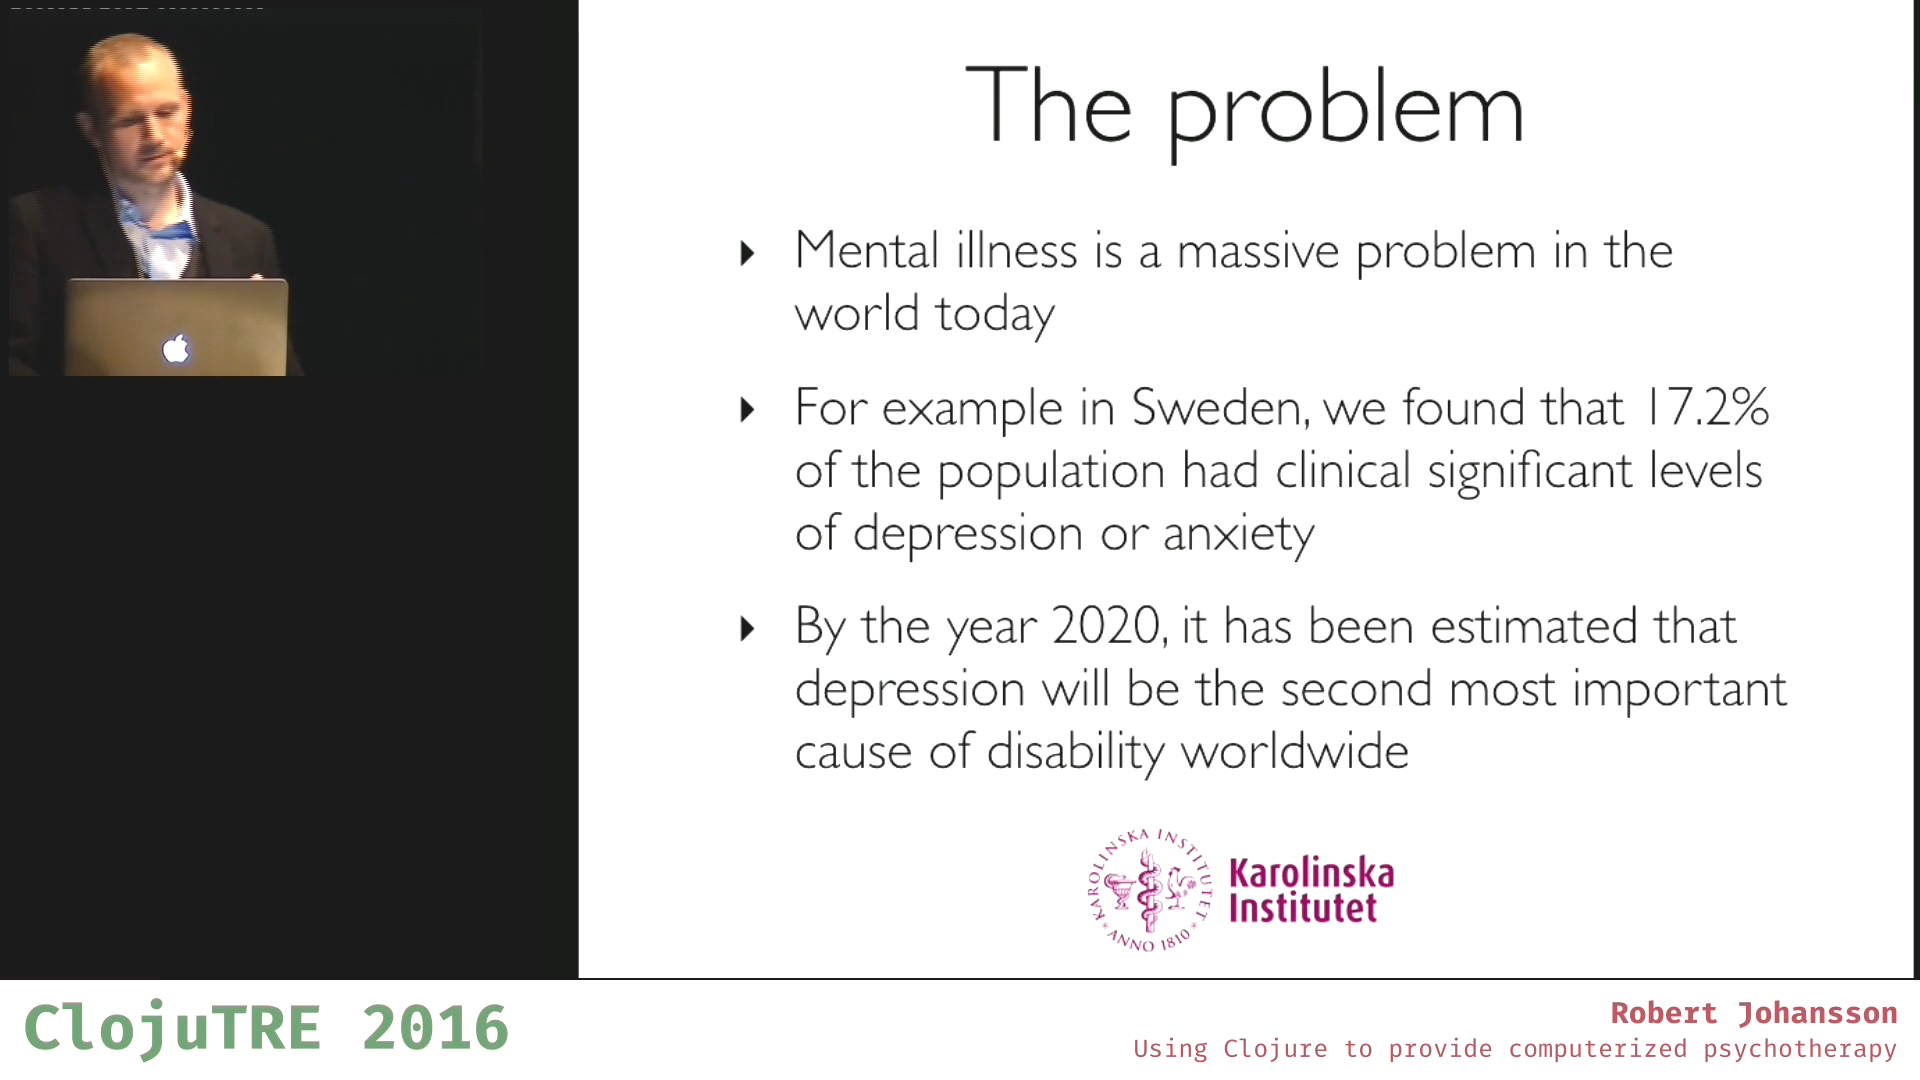 The problem
Mental illness is a massive problem in the
world today
For example in Sweden, we found that 17.2%
of the population had clinical significant levels
of depression or anxiety
By the year 2020, it has been estimated that
depression will be the second most important
cause of disability worldwide
KAROLINSKA INSTITUTET
ANNO 1810
Karolinska
Institutet
ClojuTRE 2016
Robert Johansson
Using Clojure to provide computerized psychotherapy